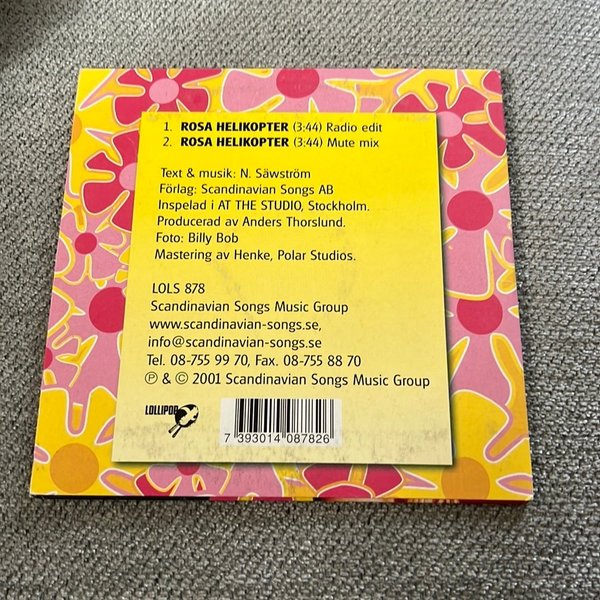 1. ROSA HELIKOPTER (3:44) Radio edit
2. ROSA HELIKOPTER (3:44) Mute mix
Text & musik: N. Säwström
Förlag: Scandinavian Songs AB
Inspelad i AT THE STUDIO, Stockholm.
Producerad av Anders Thorslund.
Foto: Billy Bob
Mastering av Henke, Polar Studios.
LOLS 878
Scandinavian Songs Music Group
www.scandinavian-songs.se,
info@scandinavian-songs.se
Tel. 08-755 99 70, Fax. 08-755 88 70
℗ & © 2001 Scandinavian Songs Music Group
LOLLIPOP
7 393014 087826